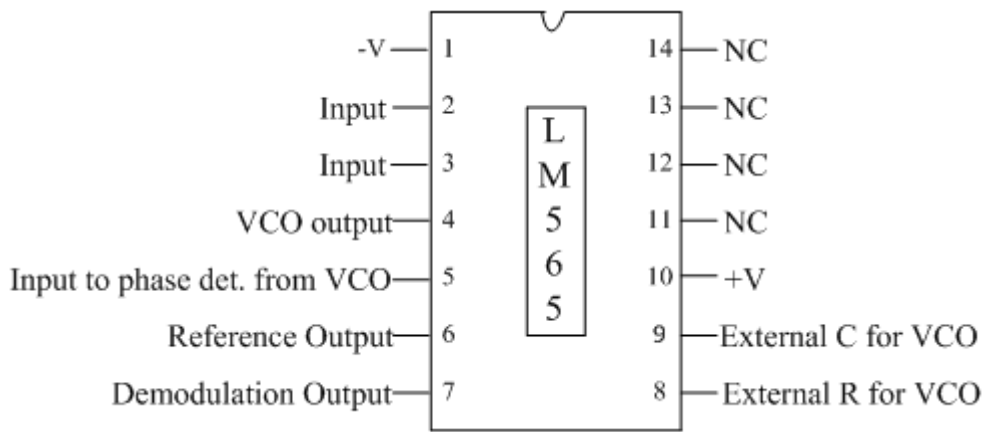 -V 1 14 NC
Input 2 13 NC
Input 3 12 NC
VCO output 4 11 NC
Input to phase det. from VCO 5 10 +V
Reference Output 6 9 External C for VCO
Demodulation Output 7 8 External R for VCO
L
M
5
6
5